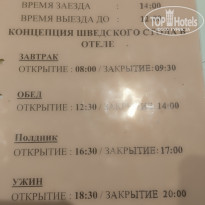 ВРЕМЯ ЗАЕЗДА : 14:00
ВРЕМЯ ВЫЕЗДА ДО
TopHotels
КОНЦЕПЦИЯ ШВЕДСКОГО СТОЛА В
ОТЕЛЕ
ЗАВТРАК
ОТКРЫТИЕ : 08:00 / ЗАКРЫТИЕ:09:30
ОБЕД
ОТКРЫТИЕ : 12:30 / 14:00
Полдник
ОТКРЫТИЕ : 16:30 / ЗАКРЫТИЕ:17:00
УЖИН
ОТКРЫТИЕ : 18:30 / ЗАКРЫТИЕ: 20:00